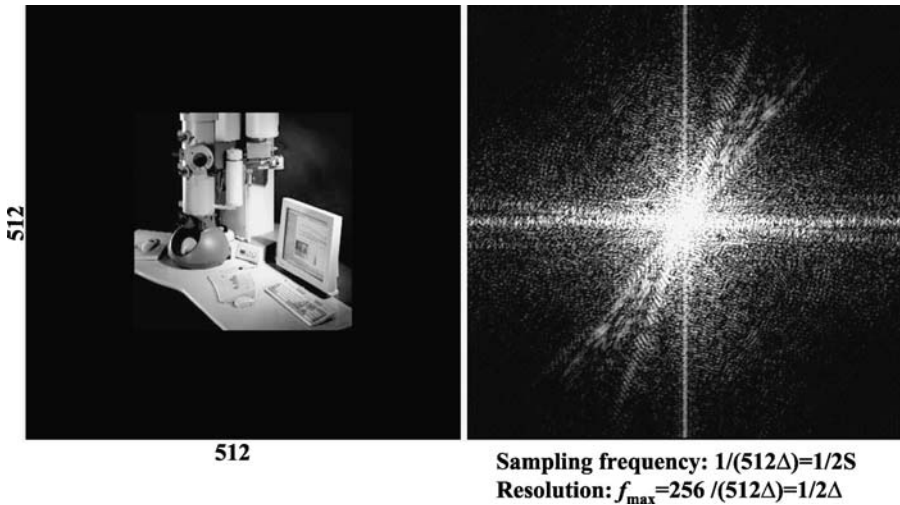 512
512
Sampling frequency: 1/(512Δ)=1/2S
Resolution: fmax=256 /(512Δ)=1/2Δ